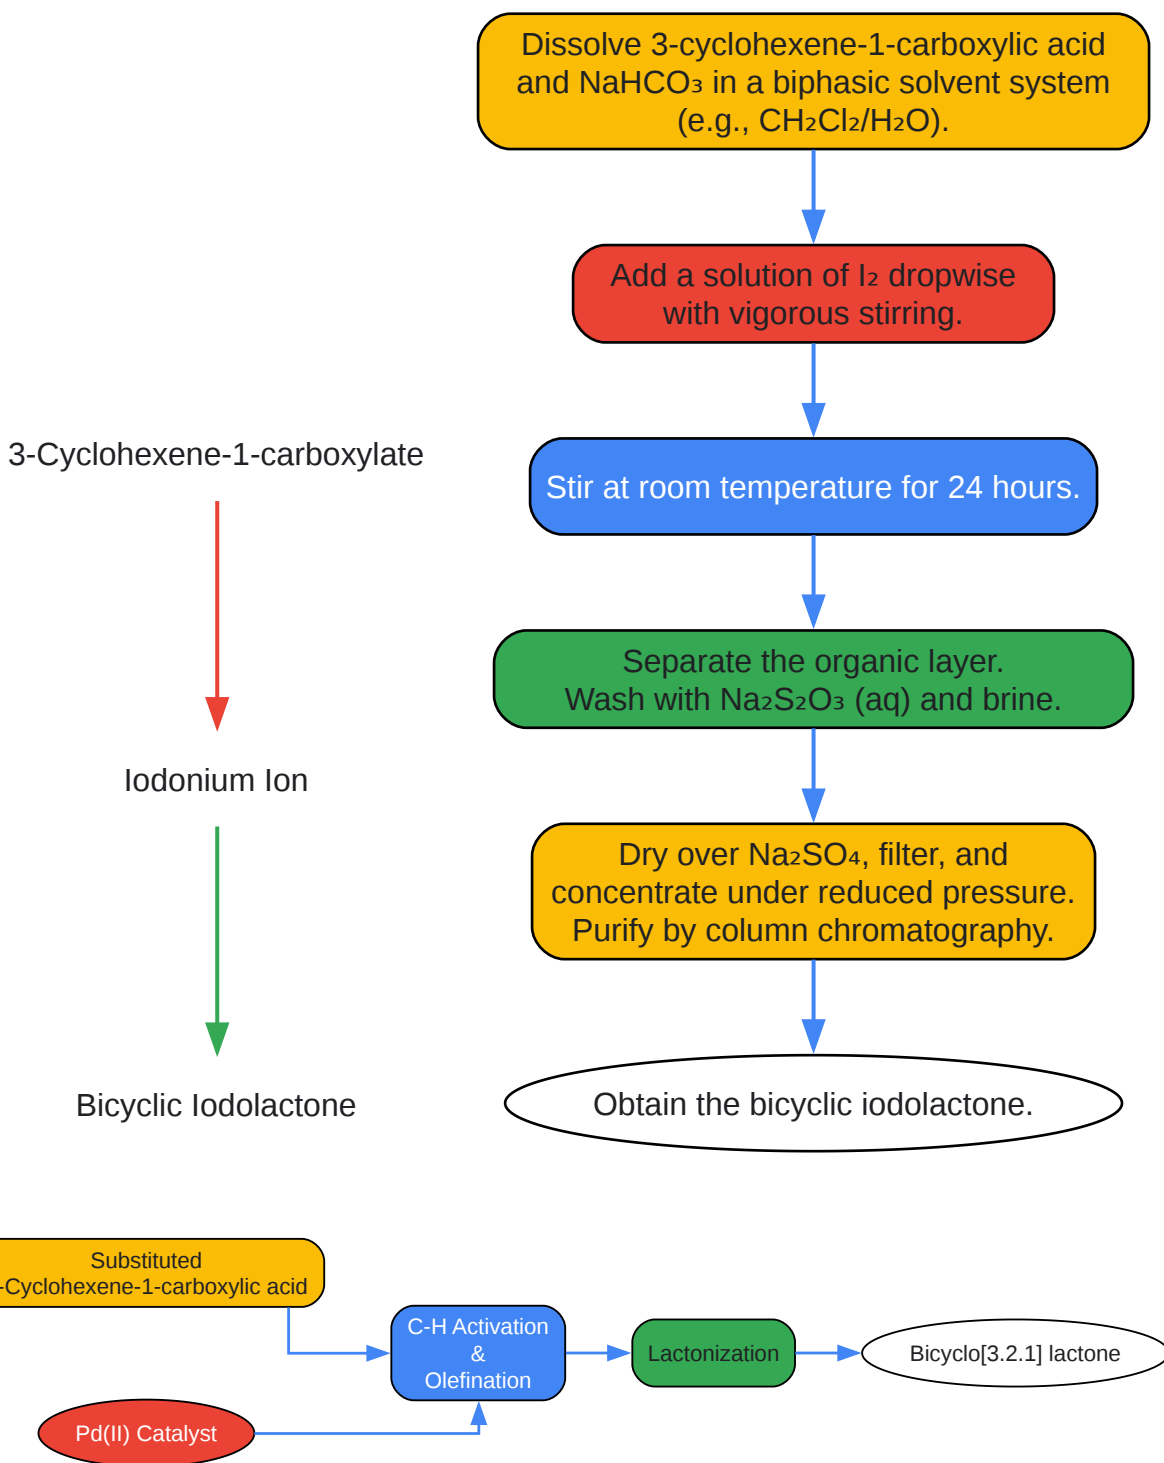 Dissolve 3-cyclohexene-1-carboxylic acid
and NaHCO₃ in a biphasic solvent system
(e.g., CH₂Cl₂/H₂O).
Add a solution of I₂ dropwise
with vigorous stirring.
3-Cyclohexene-1-carboxylate
Stir at room temperature for 24 hours.
Separate the organic layer.
Wash with Na₂S₂O₃ (aq) and brine.
Iodonium Ion
Dry over Na₂SO₄, filter, and
concentrate under reduced pressure.
Purify by column chromatography.
Bicyclic Iodolactone
Obtain the bicyclic iodolactone.
Substituted
-Cyclohexene-1-carboxylic acid
C-H Activation
&
Olefination
Lactonization
Bicyclo[3.2.1] lactone
Pd(II) Catalyst